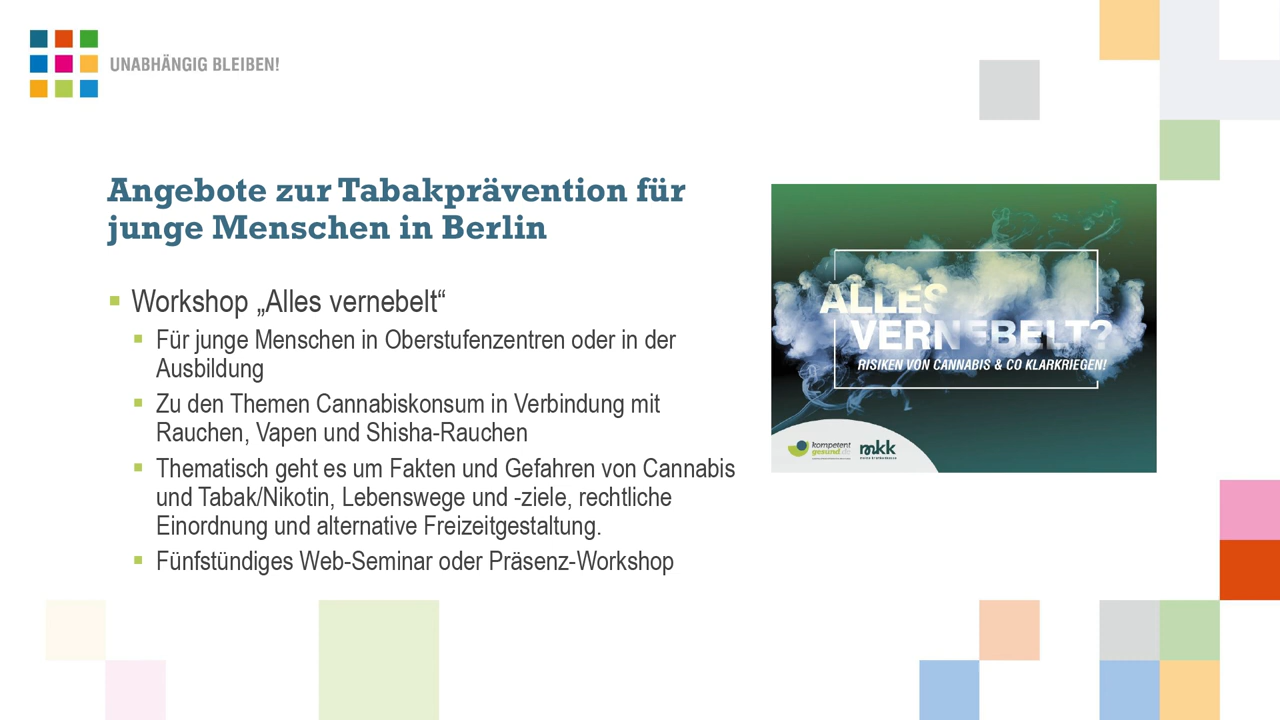 UNABHÄNGIG BLEIBEN!
Angebote zur Tabakprävention für
junge Menschen in Berlin
Workshop „Alles vernebelt“
Für junge Menschen in Oberstufenzentren oder in der
Ausbildung
Zu den Themen Cannabiskonsum in Verbindung mit
Rauchen, Vapen und Shisha-Rauchen
Thematisch geht es um Fakten und Gefahren von Cannabis
und Tabak/Nikotin, Lebenswege und -ziele, rechtliche
Einordnung und alternative Freizeitgestaltung.
Fünfstündiges Web-Seminar oder Präsenz-Workshop
ALLES
VERNEBELT?
RISIKEN VON CANNABIS & CO KLARKRIEGEN!
kompetent
gesund.de
mkk